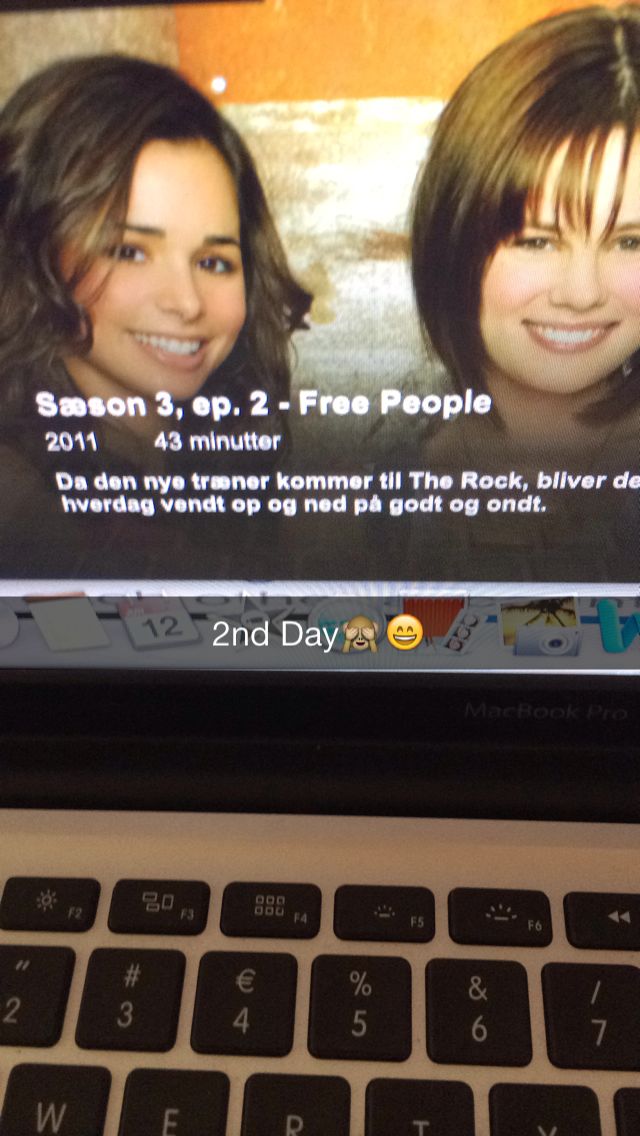 Sæson 3, ep. 2 - Free People
2011 43 minutter
Da den nye træner kommer til The Rock, bliver de
hverdag vendt op og ned på godt og ondt.
12
2nd Day🙈😄
MacBook Pro
F2 F3 F4 F5 F6
" # € % & /
2 3 4 5 6 7
W E R T Y